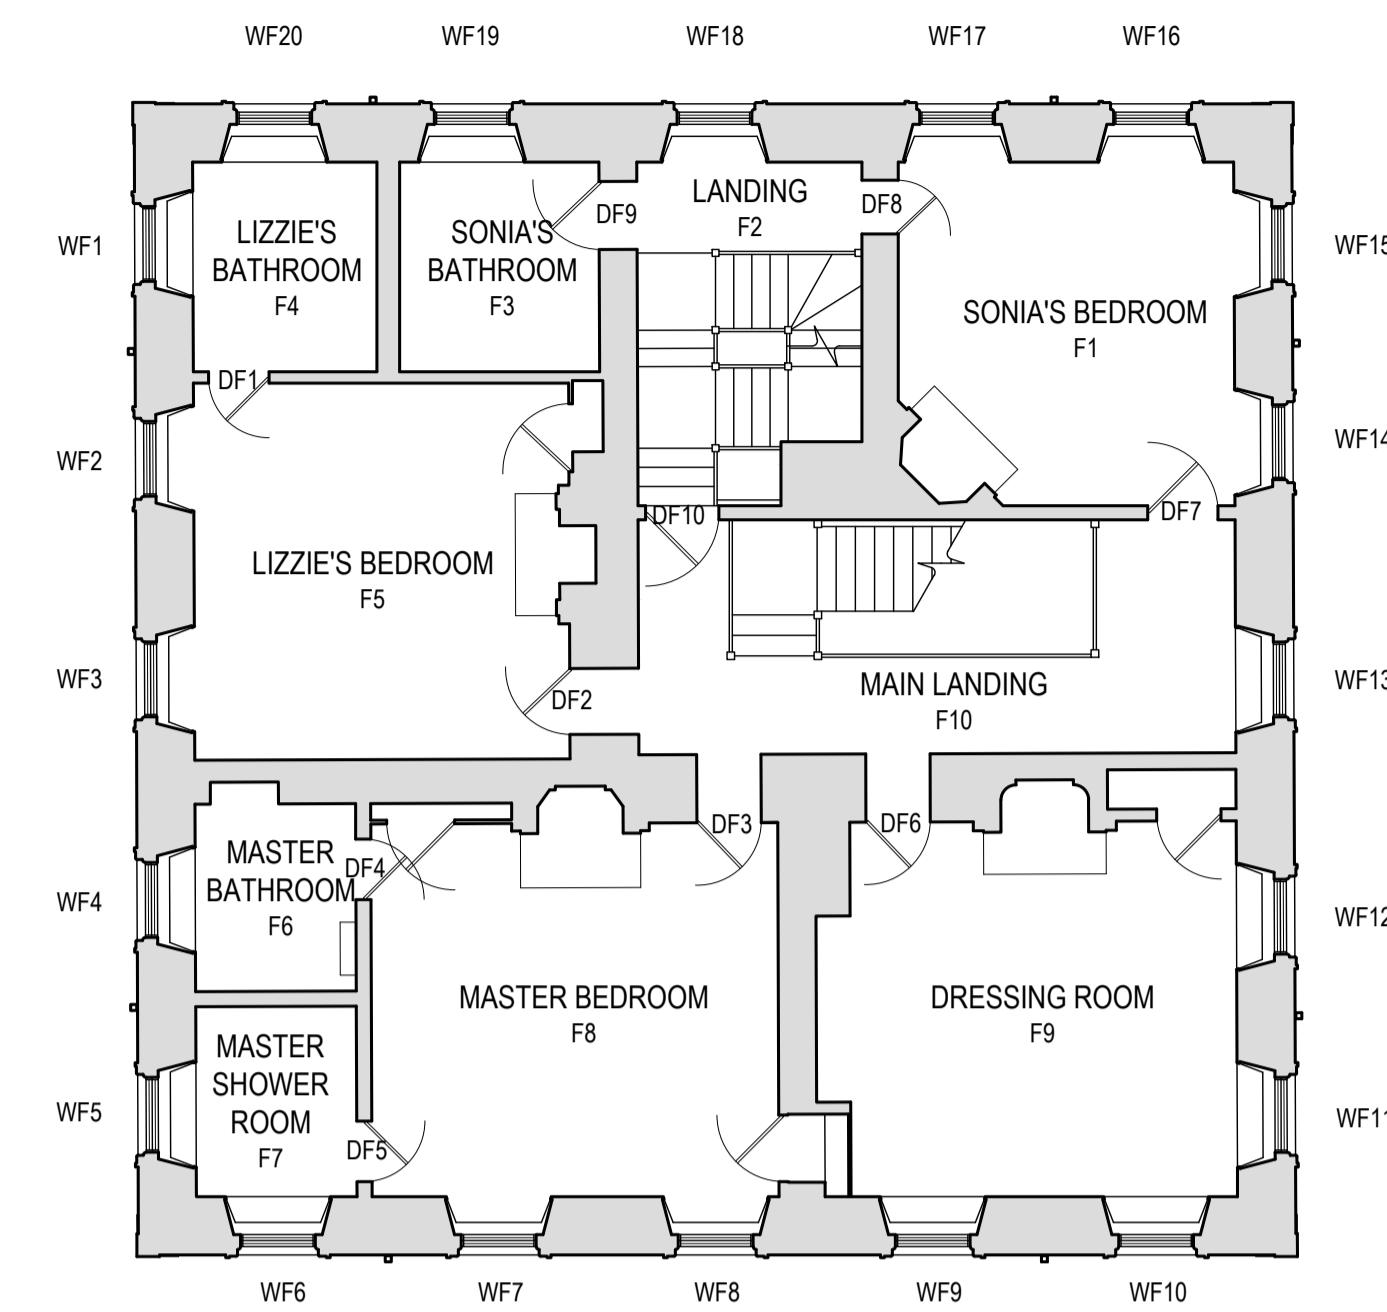 WF20
WF19
WF18
WF17
WF16
WF1
LIZZIE'S
BATHROOM
F4
SONIA'S
BATHROOM
F3
DF9
LANDING
F2
DF8
WF15
SONIA'S BEDROOM
F1
DF1
WF2
WF14
DF10
DF7
LIZZIE'S BEDROOM
F5
WF3
DF2
MAIN LANDING
F10
WF13
DF3
DF6
MASTER
BATHROOM
F6
DF4
WF4
WF12
MASTER BEDROOM
F8
DRESSING ROOM
F9
MASTER
SHOWER
ROOM
F7
WF5
DF5
WF11
WF6
WF7
WF8
WF9
WF10